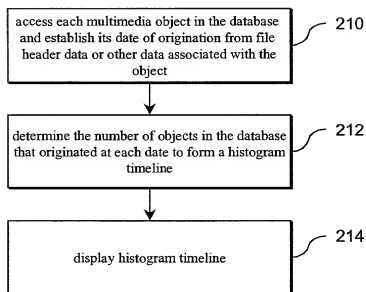 access each multimedia object in the database
and establish its date of origination from file
header data or other data associated with the
object
210
determine the number of objects in the database
that originated at each date to form a histogram
timeline
212
display histogram timeline
214